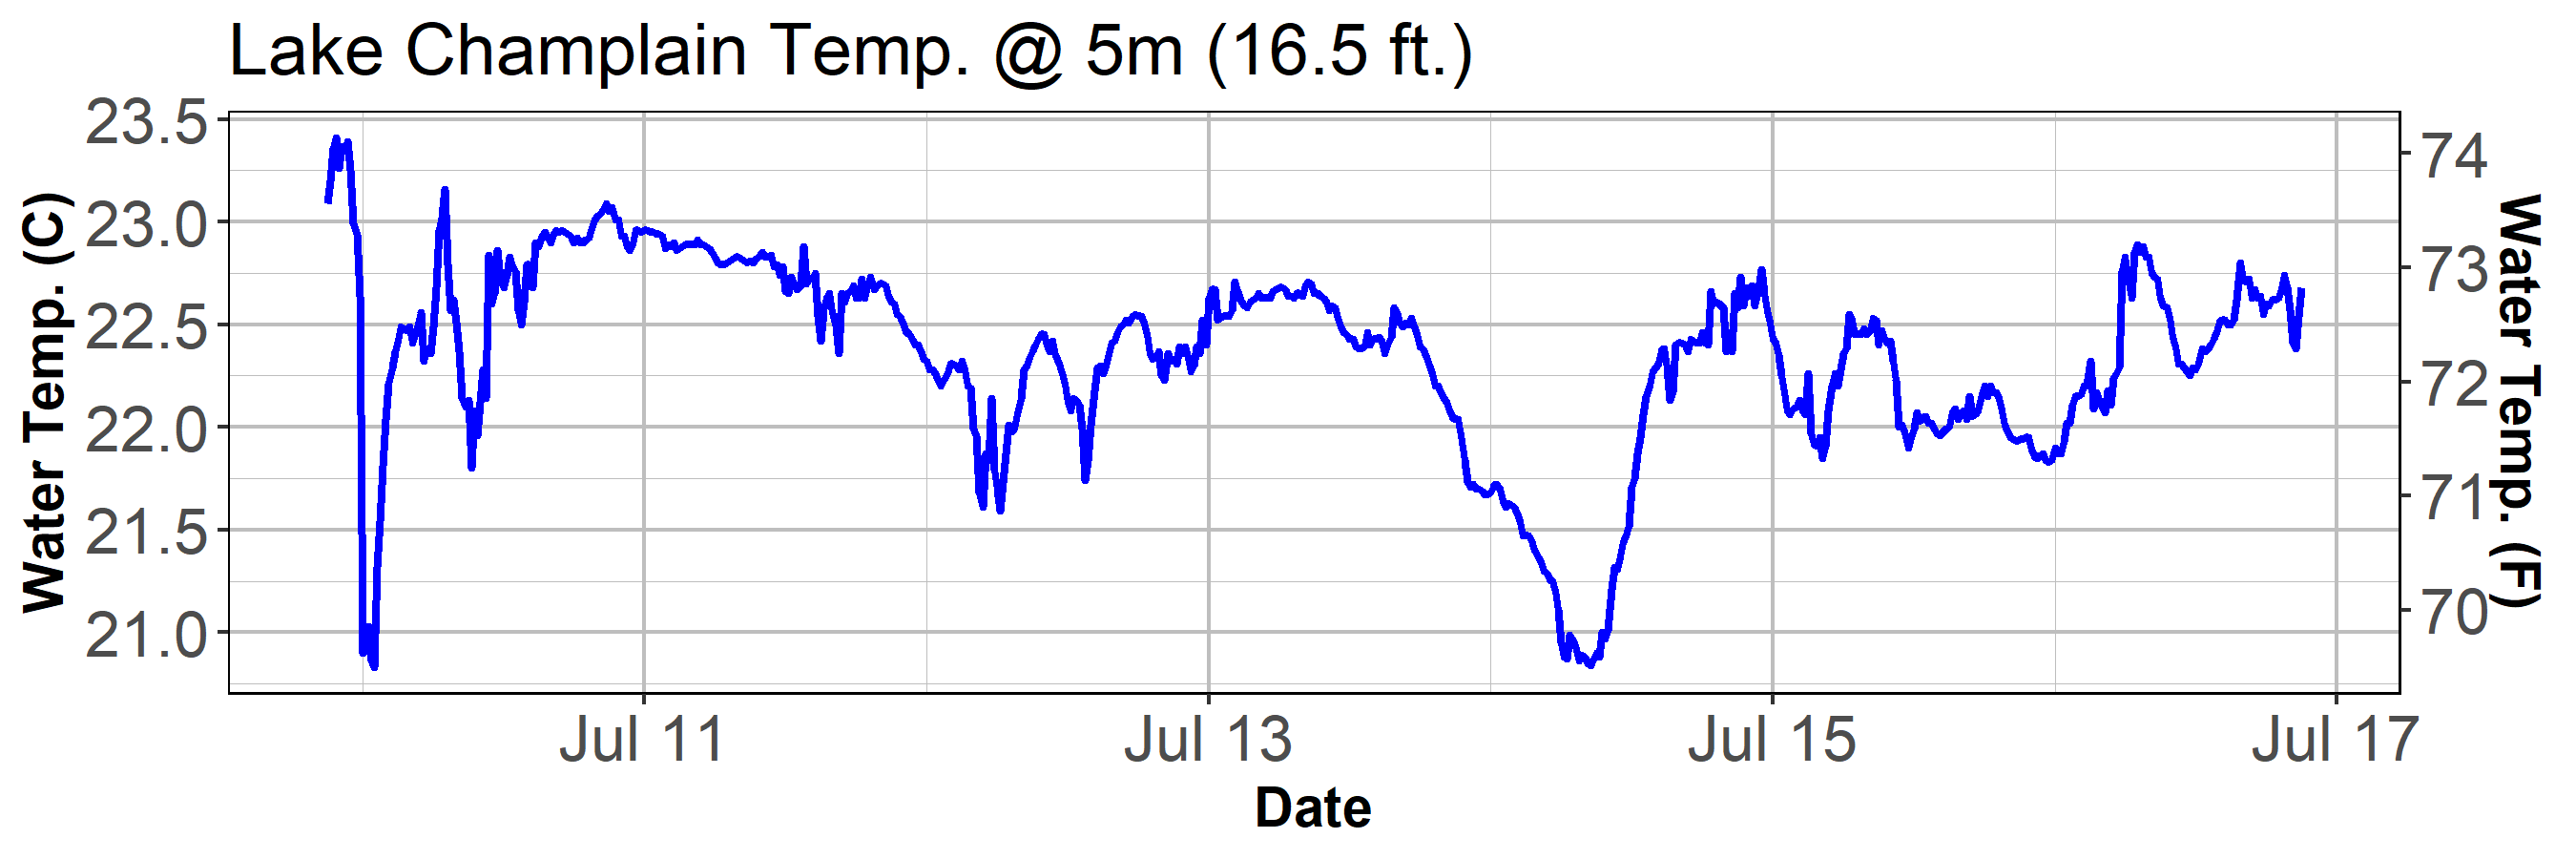 Lake Champlain Temp. @ 5m (16.5 ft.)
Water Temp. (C)
23.5
23.0
22.5
22.0
21.5
21.0
74
73
72
71
70
Water Temp. (F)
Jul 11
Jul 13
Jul 15
Jul 17
Date